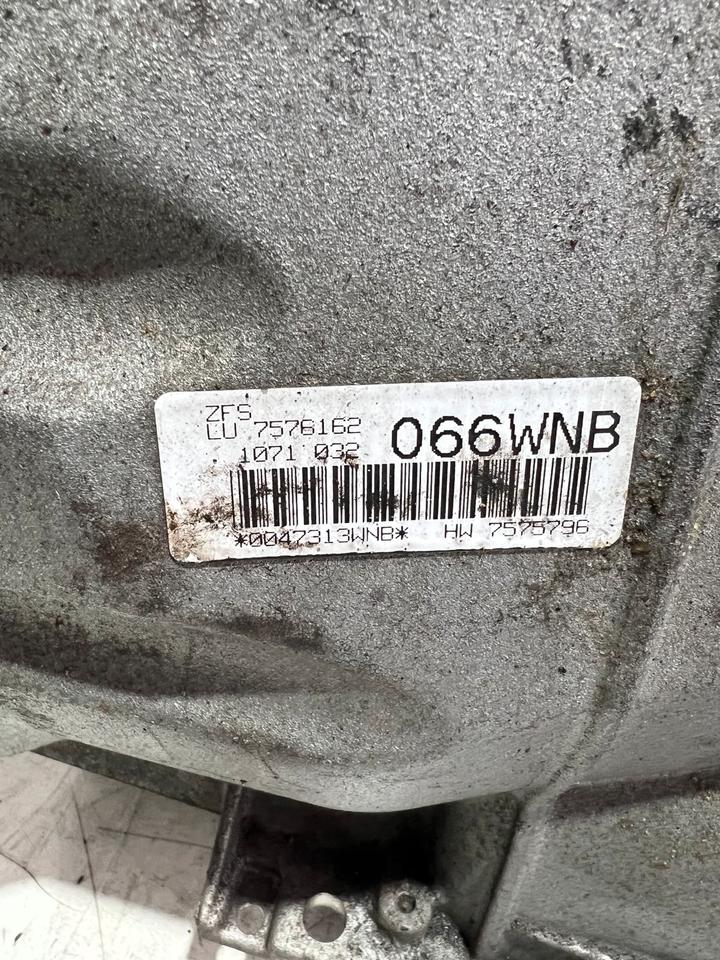 ZFS
LU 7576162
1071 032
066WNB
*0047313WNB* HW 7575796